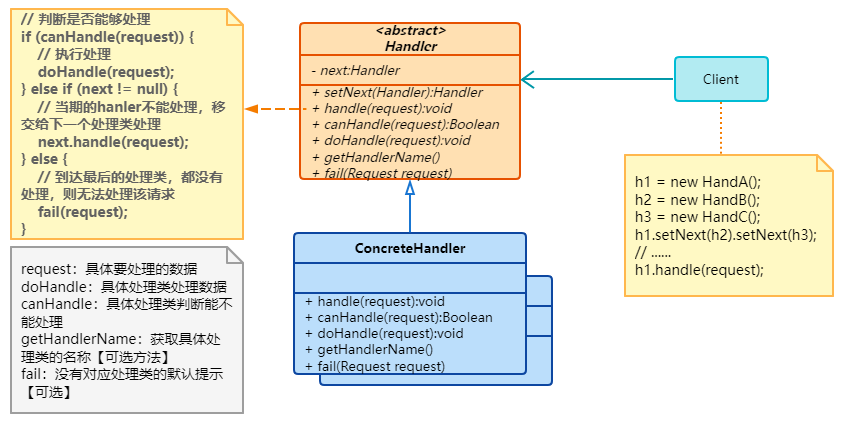 // 判断是否能够处理
if (canHandle(request)) {
// 执行处理
doHandle(request);
} else if (next != null) {
// 当期的hanler不能处理，移
交给下一个处理类处理
next.handle(request);
} else {
// 到达最后的处理类，都没有
处理，则无法处理该请求
fail(request);
}
request：具体要处理的数据
doHandle：具体处理类处理数据
canHandle：具体处理类判断能不
能处理
getHandlerName：获取具体处
理类的名称【可选方法】
fail：没有对应处理类的默认提示
【可选】
<abstract>
Handler
- next:Handler
+ setNext(Handler):Handler
+ handle(request):void
+ canHandle(request):Boolean
+ doHandle(request):void
+ getHandlerName()
+ fail(Request request)
ConcreteHandler
+ handle(request):void
+ canHandle(request):Boolean
+ doHandle(request):void
+ getHandlerName()
+ fail(Request request)
Client
h1 = new HandA();
h2 = new HandB();
h3 = new HandC();
h1.setNext(h2).setNext(h3);
// ......
h1.handle(request);